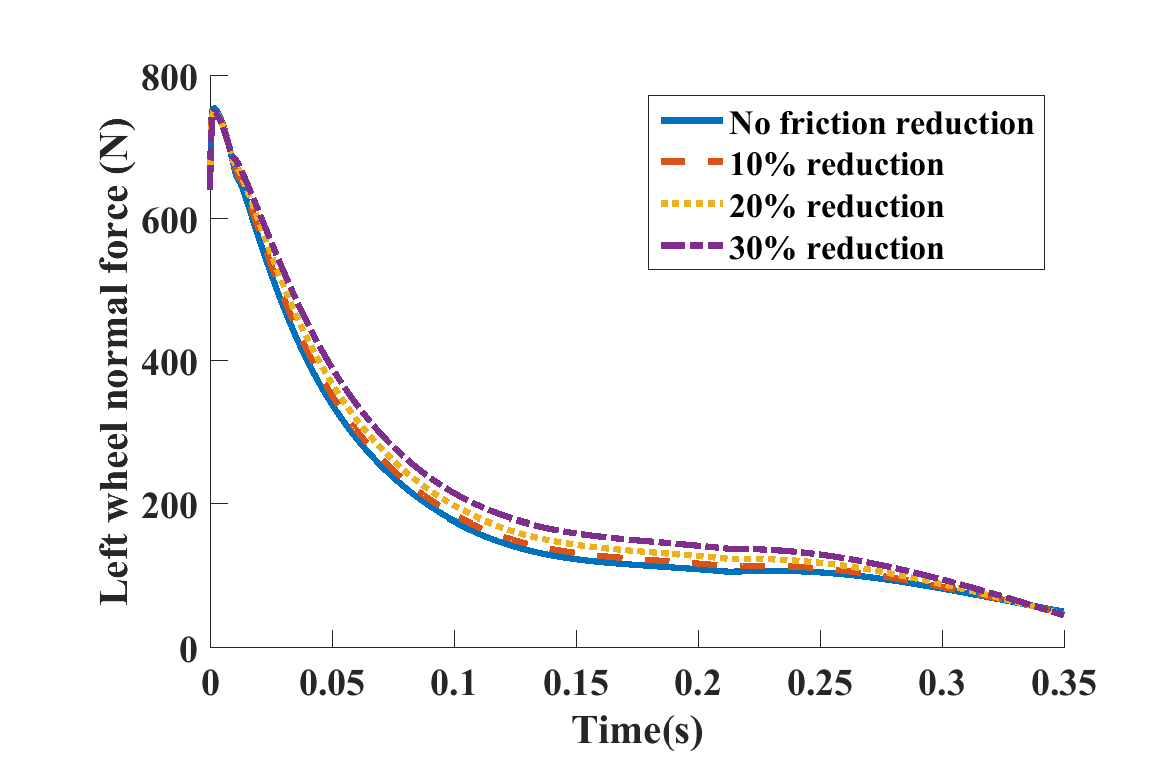 800
600
400
200
0
Left wheel normal force (N)
No friction reduction
10% reduction
20% reduction
30% reduction
0 0.05 0.1 0.15 0.2 0.25 0.3 0.35
Time(s)